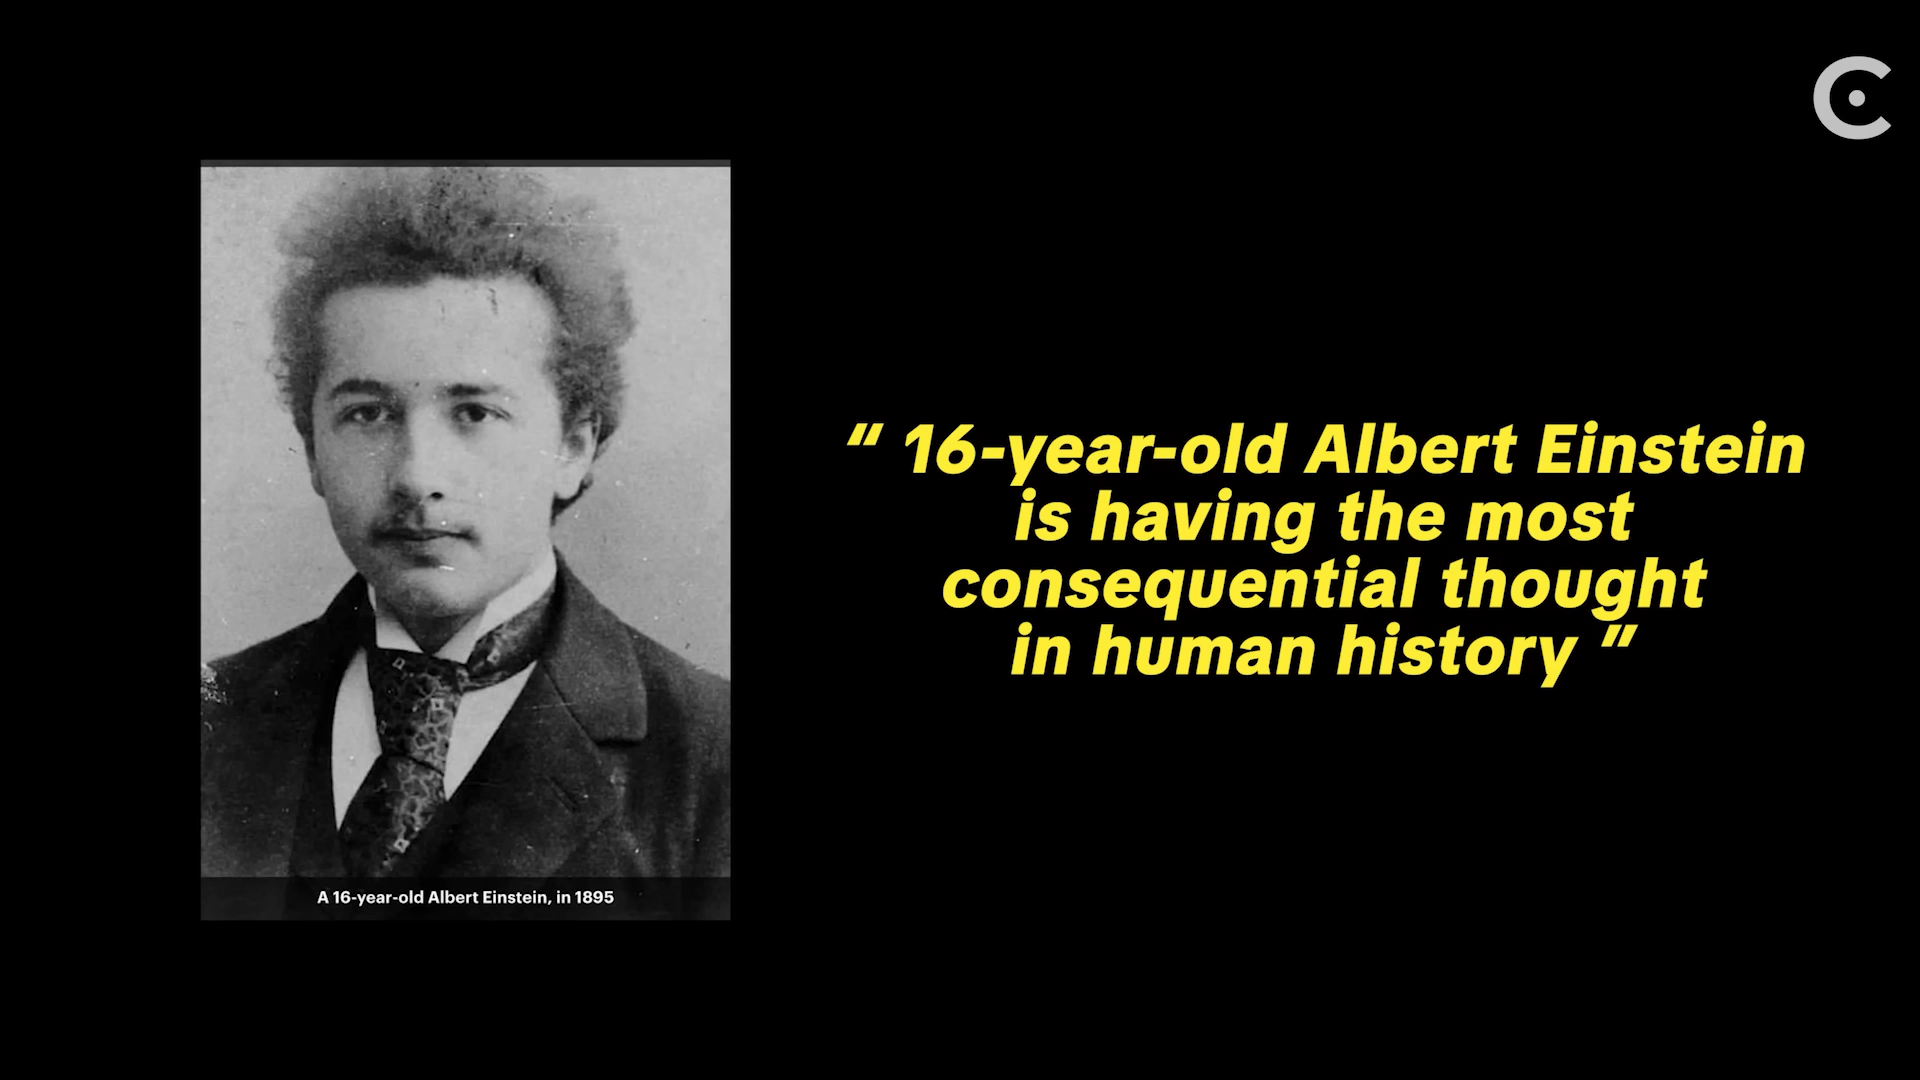 “ 16-year-old Albert Einstein
is having the most
consequential thought
in human history ”
A 16-year-old Albert Einstein, in 1895